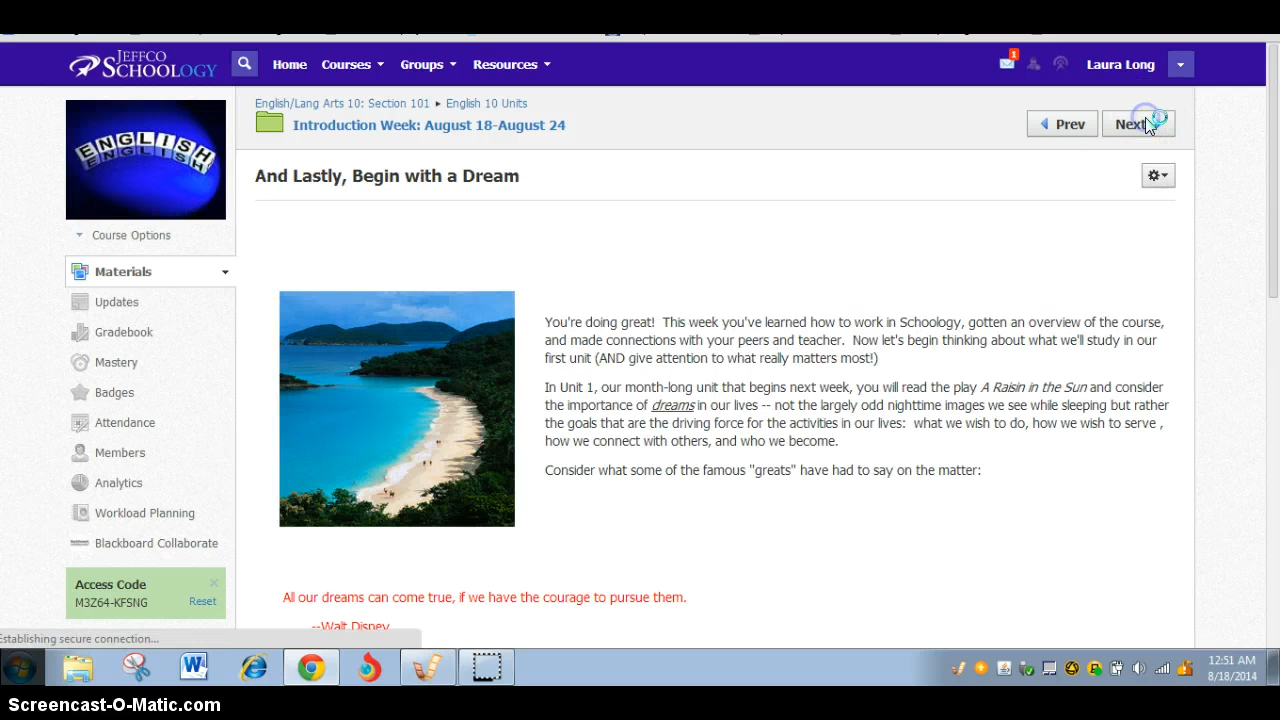 JEFFCO
SCHOOLOGY
Home Courses Groups Resources
1
Laura Long
English/Lang Arts 10: Section 101 ▸ English 10 Units
Introduction Week: August 18-August 24
Prev Next
And Lastly, Begin with a Dream
ENGLISH
ENGLISH
Course Options
Materials
Updates
Gradebook
Mastery
Badges
Attendance
Members
Analytics
Workload Planning
Blackboard Collaborate
Access Code
M3Z64-KFSNG Reset
You're doing great! This week you've learned how to work in Schoology, gotten an overview of the course,
and made connections with your peers and teacher. Now let's begin thinking about what we'll study in our
first unit (AND give attention to what really matters most!)
In Unit 1, our month-long unit that begins next week, you will read the play A Raisin in the Sun and consider
the importance of dreams in our lives -- not the largely odd nighttime images we see while sleeping but rather
the goals that are the driving force for the activities in our lives: what we wish to do, how we wish to serve ,
how we connect with others, and who we become.
Consider what some of the famous "greats" have had to say on the matter:
All our dreams can come true, if we have the courage to pursue them.
--Walt Disney
Establishing secure connection...
12:51 AM
8/18/2014
Screencast-O-Matic.com